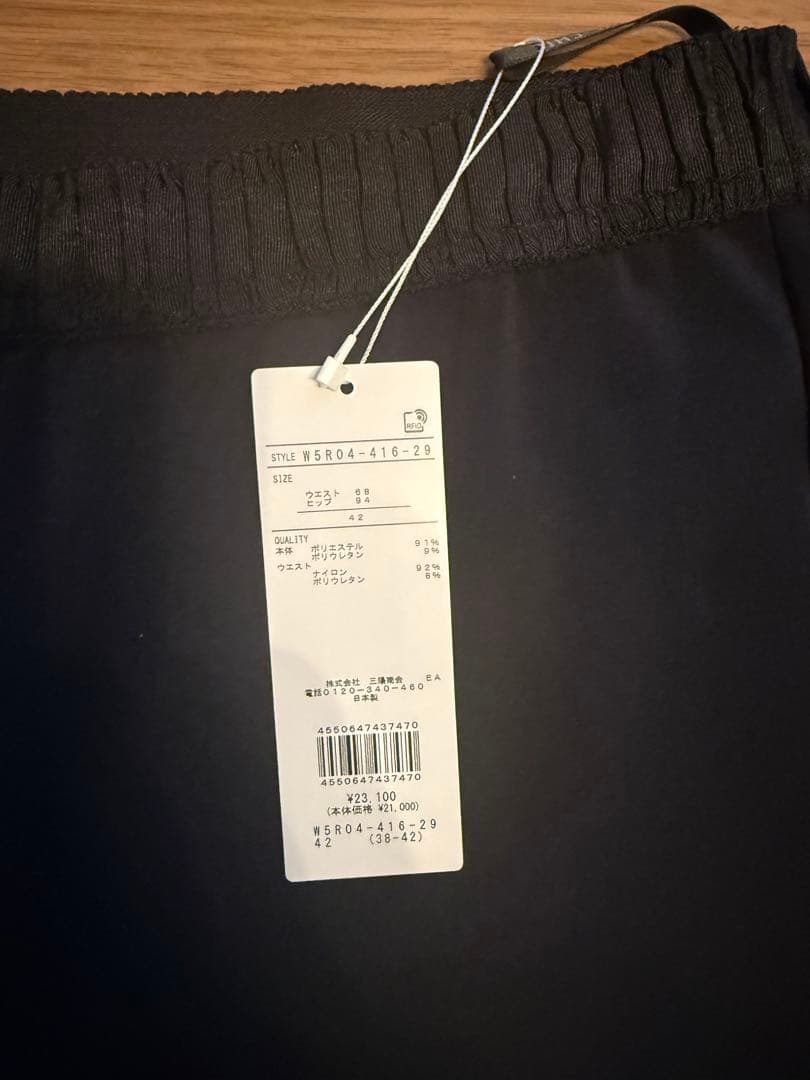 RFID
STYLE W5R04-416-29
SIZE
ウエスト 68
ヒップ 94
42
QUALITY
本体 ポリエステル 91%
ポリウレタン 9%
ウエスト
ナイロン 92%
ポリウレタン 8%
株式会社 三陽商会 EA
電話0120-340-460
日本製
4550647437470
4550647437470
¥23,100
(本体価格 ¥21,000)
W5R04-416-29
42 (38-42)